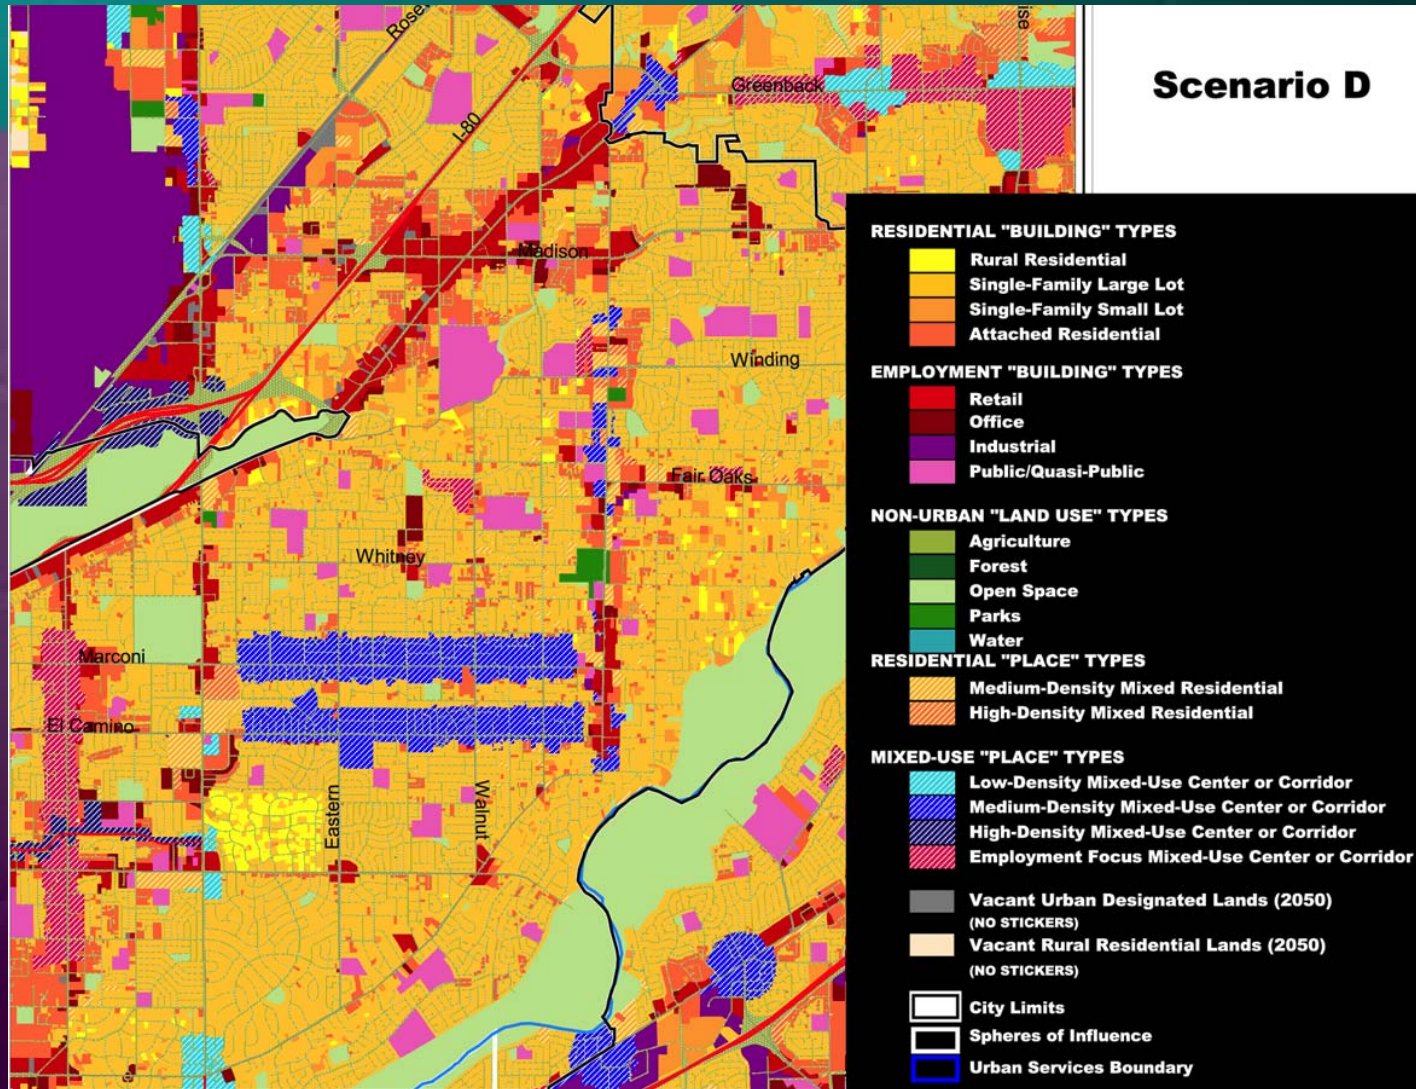 Scenario D
Greenback
I-80
Madison
Winding
Fair Oaks
Whitney
Marconi
El Camino
Eastern
Walnut
RESIDENTIAL "BUILDING" TYPES
Rural Residential
Single-Family Large Lot
Single-Family Small Lot
Attached Residential
EMPLOYMENT "BUILDING" TYPES
Retail
Office
Industrial
Public/Quasi-Public
NON-URBAN "LAND USE" TYPES
Agriculture
Forest
Open Space
Parks
Water
RESIDENTIAL "PLACE" TYPES
Medium-Density Mixed Residential
High-Density Mixed Residential
MIXED-USE "PLACE" TYPES
Low-Density Mixed-Use Center or Corridor
Medium-Density Mixed-Use Center or Corridor
High-Density Mixed-Use Center or Corridor
Employment Focus Mixed-Use Center or Corridor
Vacant Urban Designated Lands (2050)
(NO STICKERS)
Vacant Rural Residential Lands (2050)
(NO STICKERS)
City Limits
Spheres of Influence
Urban Services Boundary